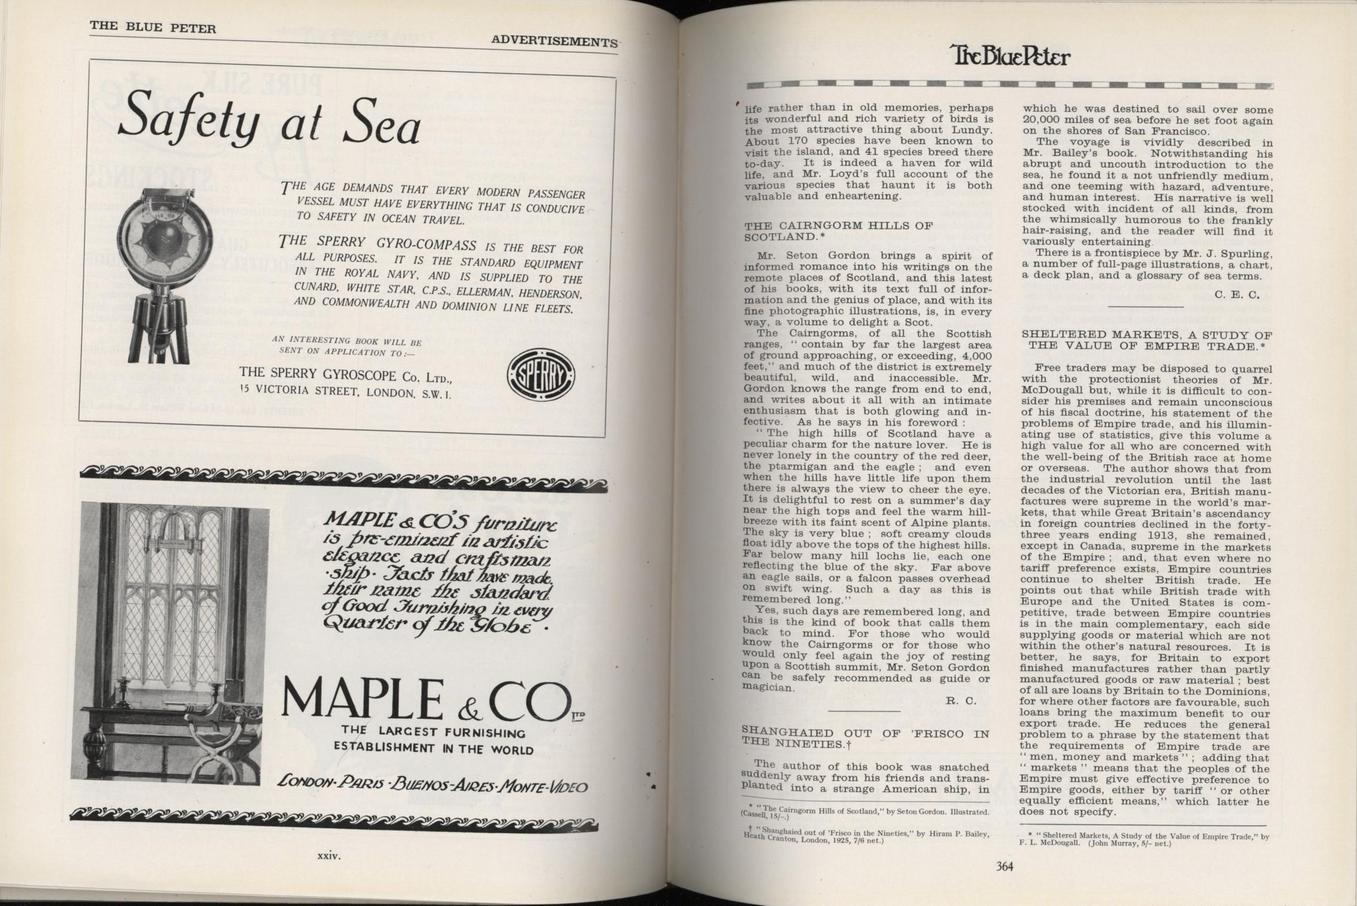 THE BLUE PETER
ADVERTISEMENTS
Safety at Sea
THE AGE DEMANDS THAT EVERY MODERN PASSENGER
VESSEL MUST HAVE EVERYTHING THAT IS CONDUCIVE
TO SAFETY IN OCEAN TRAVEL.
THE SPERRY GYRO-COMPASS IS THE BEST FOR
ALL PURPOSES. IT IS THE STANDARD EQUIPMENT
IN THE ROYAL NAVY, AND IS SUPPLIED TO THE
CUNARD, WHITE STAR, C.P.S., ELLERMAN, HENDERSON,
AND COMMONWEALTH AND DOMINION LINE FLEETS.
AN INTERESTING BOOK WILL BE
SENT ON APPLICATION TO:—
THE SPERRY GYROSCOPE Co. LTD.,
15 VICTORIA STREET, LONDON, S.W. 1.
SPERRY
MAPLE & CO'S furniture
is pre-eminent in artistic
elegance and craftsman
·ship· Facts that have made
their name the standard
of Good Furnishing in every
Quarter of the Globe ·
MAPLE & CO LTD
THE LARGEST FURNISHING
ESTABLISHMENT IN THE WORLD
LONDON · PARIS · BUENOS-AIRES · MONTE-VIDEO
xxiv.
The Blue Peter
life rather than in old memories, perhaps
its wonderful and rich variety of birds is
the most attractive thing about Lundy.
About 170 species have been known to
visit the island, and 41 species breed there
to-day. It is indeed a haven for wild
life, and Mr. Loyd's full account of the
various species that haunt it is both
valuable and enheartening.
THE CAIRNGORM HILLS OF
SCOTLAND.*
Mr. Seton Gordon brings a spirit of
informed romance into his writings on the
remote places of Scotland, and this latest
of his books, with its text full of infor-
mation and the genius of place, and with its
fine photographic illustrations, is, in every
way, a volume to delight a Scot.
The Cairngorms, of all the Scottish
ranges, "contain by far the largest area
of ground approaching, or exceeding, 4,000
feet," and much of the district is extremely
beautiful, wild, and inaccessible. Mr.
Gordon knows the range from end to end,
and writes about it all with an intimate
enthusiasm that is both glowing and in-
fective. As he says in his foreword :
"The high hills of Scotland have a
peculiar charm for the nature lover. He is
never lonely in the country of the red deer,
the ptarmigan and the eagle ; and even
when the hills have little life upon them
there is always the view to cheer the eye.
It is delightful to rest on a summer's day
near the high tops and feel the warm hill-
breeze with its faint scent of Alpine plants.
The sky is very blue ; soft creamy clouds
float idly above the tops of the highest hills.
Far below many hill lochs lie, each one
reflecting the blue of the sky. Far above
an eagle sails, or a falcon passes overhead
on swift wing. Such a day as this is
remembered long."
Yes, such days are remembered long, and
this is the kind of book that calls them
back to mind. For those who would
know the Cairngorms or for those who
would only feel again the joy of resting
upon a Scottish summit, Mr. Seton Gordon
can be safely recommended as guide or
magician.
R. C.
SHANGHAIED OUT OF 'FRISCO IN
THE NINETIES.†
The author of this book was snatched
suddenly away from his friends and trans-
planted into a strange American ship, in
* "The Cairngorm Hills of Scotland," by Seton Gordon. Illustrated.
(Cassell, 15/-.)
† "Shanghaied out of 'Frisco in the Nineties," by Hiram P. Bailey,
Heath Cranton, London, 1925, 7/6 net.)
which he was destined to sail over some
20,000 miles of sea before he set foot again
on the shores of San Francisco.
The voyage is vividly described in
Mr. Bailey's book. Notwithstanding his
abrupt and uncouth introduction to the
sea, he found it a not unfriendly medium,
and one teeming with hazard, adventure,
and human interest. His narrative is well
stocked with incident of all kinds, from
the whimsically humorous to the frankly
hair-raising, and the reader will find it
variously entertaining.
There is a frontispiece by Mr. J. Spurling,
a number of full-page illustrations, a chart,
a deck plan, and a glossary of sea terms.
C. E. C.
SHELTERED MARKETS, A STUDY OF
THE VALUE OF EMPIRE TRADE.*
Free traders may be disposed to quarrel
with the protectionist theories of Mr.
McDougall but, while it is difficult to con-
sider his premises and remain unconscious
of his fiscal doctrine, his statement of the
problems of Empire trade, and his illumin-
ating use of statistics, give this volume a
high value for all who are concerned with
the well-being of the British race at home
or overseas. The author shows that from
the industrial revolution until the last
decades of the Victorian era, British manu-
factures were supreme in the world's mar-
kets, that while Great Britain's ascendancy
in foreign countries declined in the forty-
three years ending 1913, she remained,
except in Canada, supreme in the markets
of the Empire ; and, that even where no
tariff preference exists, Empire countries
continue to shelter British trade. He
points out that while British trade with
Europe and the United States is com-
petitive, trade between Empire countries
is in the main complementary, each side
supplying goods or material which are not
within the other's natural resources. It is
better, he says, for Britain to export
finished manufactures rather than partly
manufactured goods or raw material ; best
of all are loans by Britain to the Dominions,
for where other factors are favourable, such
loans bring the maximum benefit to our
export trade. He reduces the general
problem to a phrase by the statement that
the requirements of Empire trade are
"men, money and markets" ; adding that
"markets" means that the peoples of the
Empire must give effective preference to
Empire goods, either by tariff "or other
equally efficient means," which latter he
does not specify.
* "Sheltered Markets, A Study of the Value of Empire Trade," by
F. L. McDougall. (John Murray, 5/- net.)
364